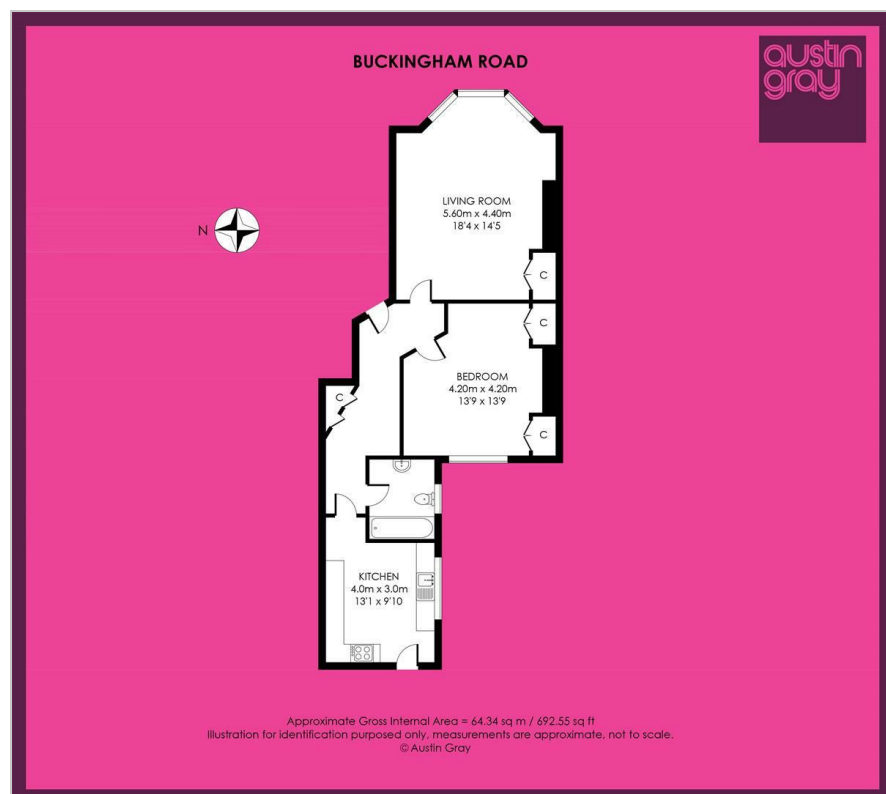 BUCKINGHAM ROAD
austin
gray
N
LIVING ROOM
5.60m x 4.40m
18'4 x 14'5
C
C
BEDROOM
4.20m x 4.20m
13'9 x 13'9
C
C
KITCHEN
4.0m x 3.0m
13'1 x 9'10
Approximate Gross Internal Area = 64.34 sq m / 692.55 sq ft
Illustration for identification purposed only, measurements are approximate, not to scale.
© Austin Gray